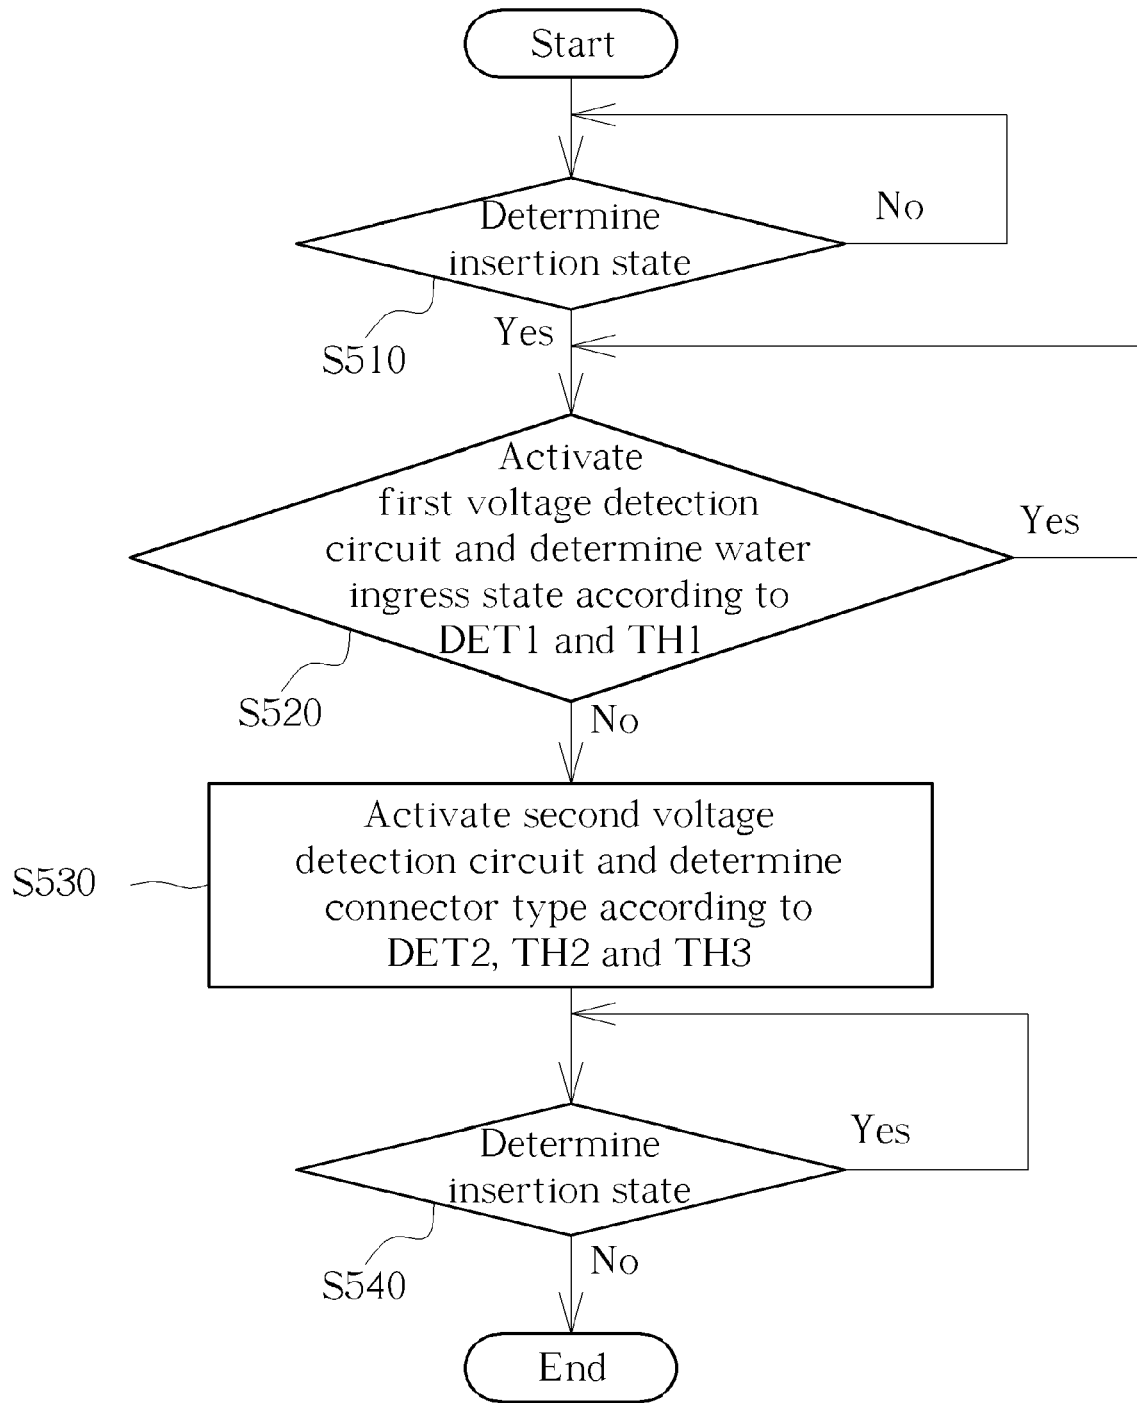 Start
Determine
insertion state
No
S510
Yes
Activate
first voltage detection
circuit and determine water
ingress state according to
DET1 and TH1
Yes
S520
No
Activate second voltage
detection circuit and determine
connector type according to
DET2, TH2 and TH3
S530
Determine
insertion state
Yes
S540
No
End